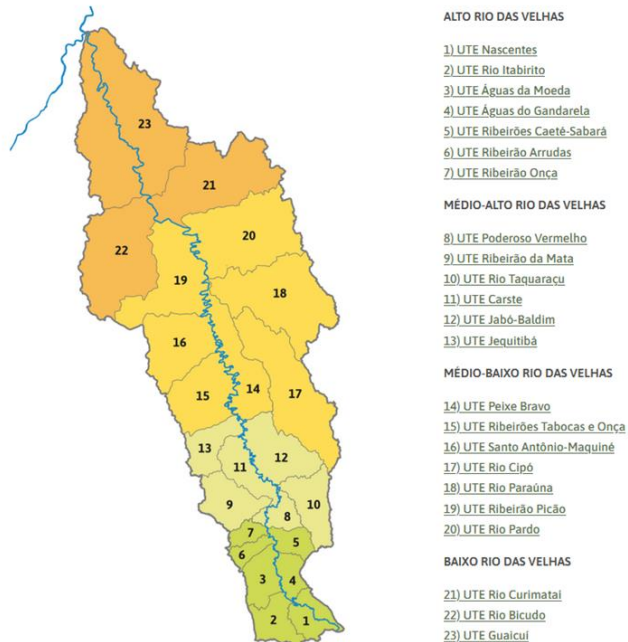 ALTO RIO DAS VELHAS
1) UTE Nascentes
2) UTE Rio Itabirito
3) UTE Águas da Moeda
4) UTE Águas do Gandarela
5) UTE Ribeirões Caeté-Sabará
6) UTE Ribeirão Arrudas
7) UTE Ribeirão Onça
MÉDIO-ALTO RIO DAS VELHAS
8) UTE Poderoso Vermelho
9) UTE Ribeirão da Mata
10) UTE Rio Taquaraçu
11) UTE Carste
12) UTE Jabó-Baldim
13) UTE Jequitibá
MÉDIO-BAIXO RIO DAS VELHAS
14) UTE Peixe Bravo
15) UTE Ribeirões Tabocas e Onça
16) UTE Santo Antônio-Maquiné
17) UTE Rio Cipó
18) UTE Rio Paraúna
19) UTE Ribeirão Picão
20) UTE Rio Pardo
BAIXO RIO DAS VELHAS
21) UTE Rio Curimataí
22) UTE Rio Bicudo
23) UTE Guaicuí
23
21
20
22
19
18
16
14
17
15
13
12
11
10
9
8
7
5
6
3
4
2
1